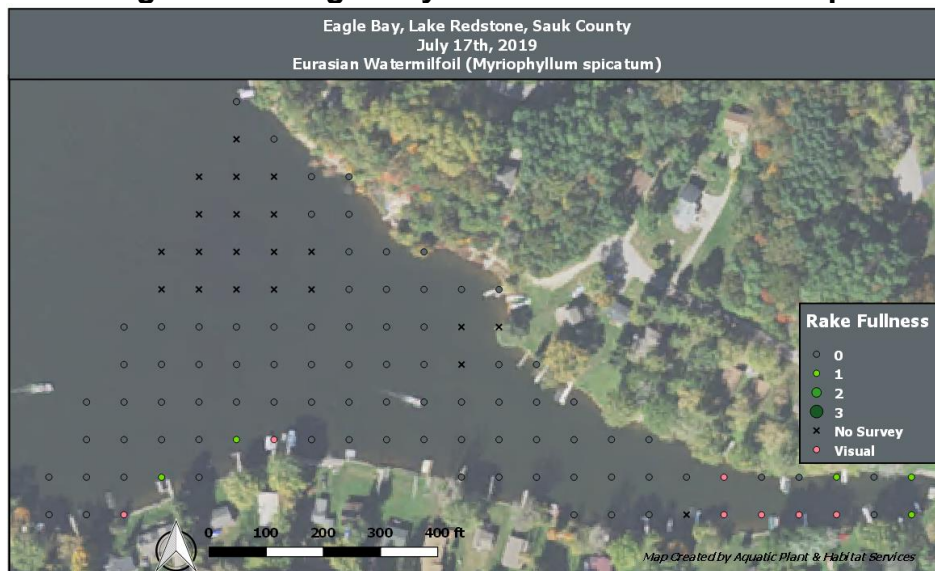 Eagle Bay, Lake Redstone, Sauk County
July 17th, 2019
Eurasian Watermilfoil (Myriophyllum spicatum)
Rake Fullness
0
1
2
3
No Survey
Visual
0 100 200 300 400 ft
Map Created by Aquatic Plant & Habitat Services